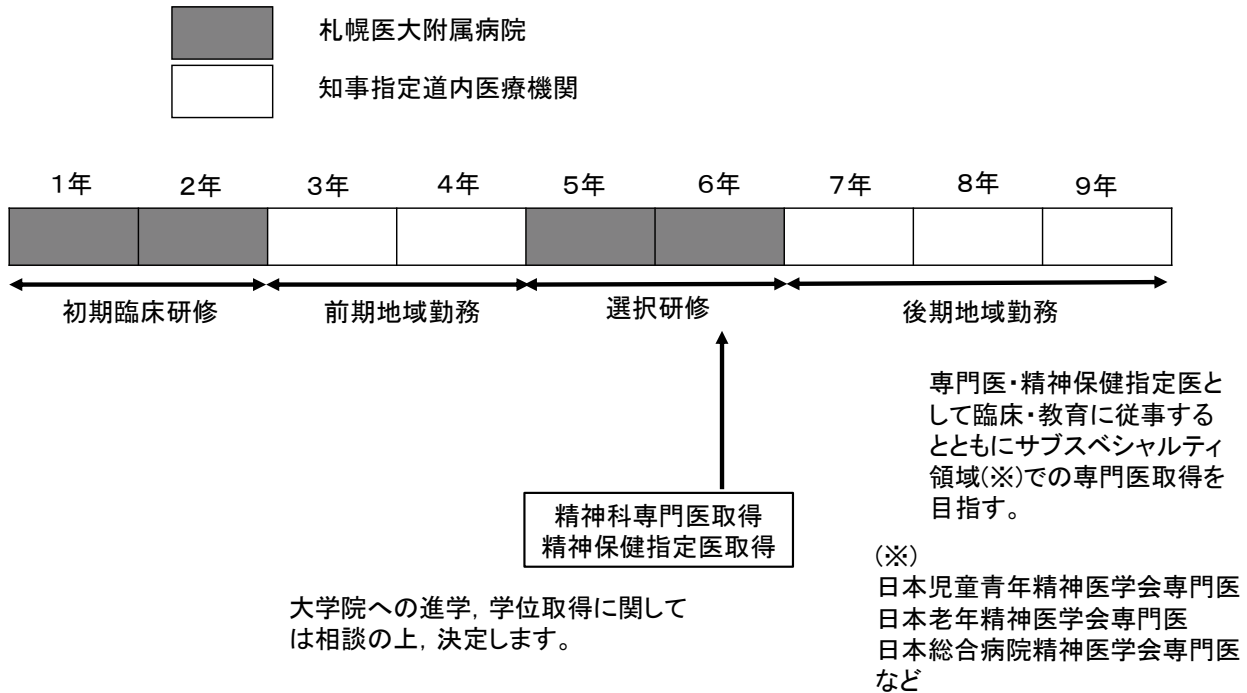 札幌医大附属病院
知事指定道内医療機関
1年 2年 3年 4年 5年 6年 7年 8年 9年
初期臨床研修 前期地域勤務 選択研修 後期地域勤務
専門医・精神保健指定医と
して臨床・教育に従事する
とともにサブスペシャルティ
領域(※)での専門医取得を
目指す。
精神科専門医取得
精神保健指定医取得
(※)
日本児童青年精神医学会専門医
日本老年精神医学会専門医
日本総合病院精神医学会専門医
など
大学院への進学，学位取得に関して
は相談の上，決定します。